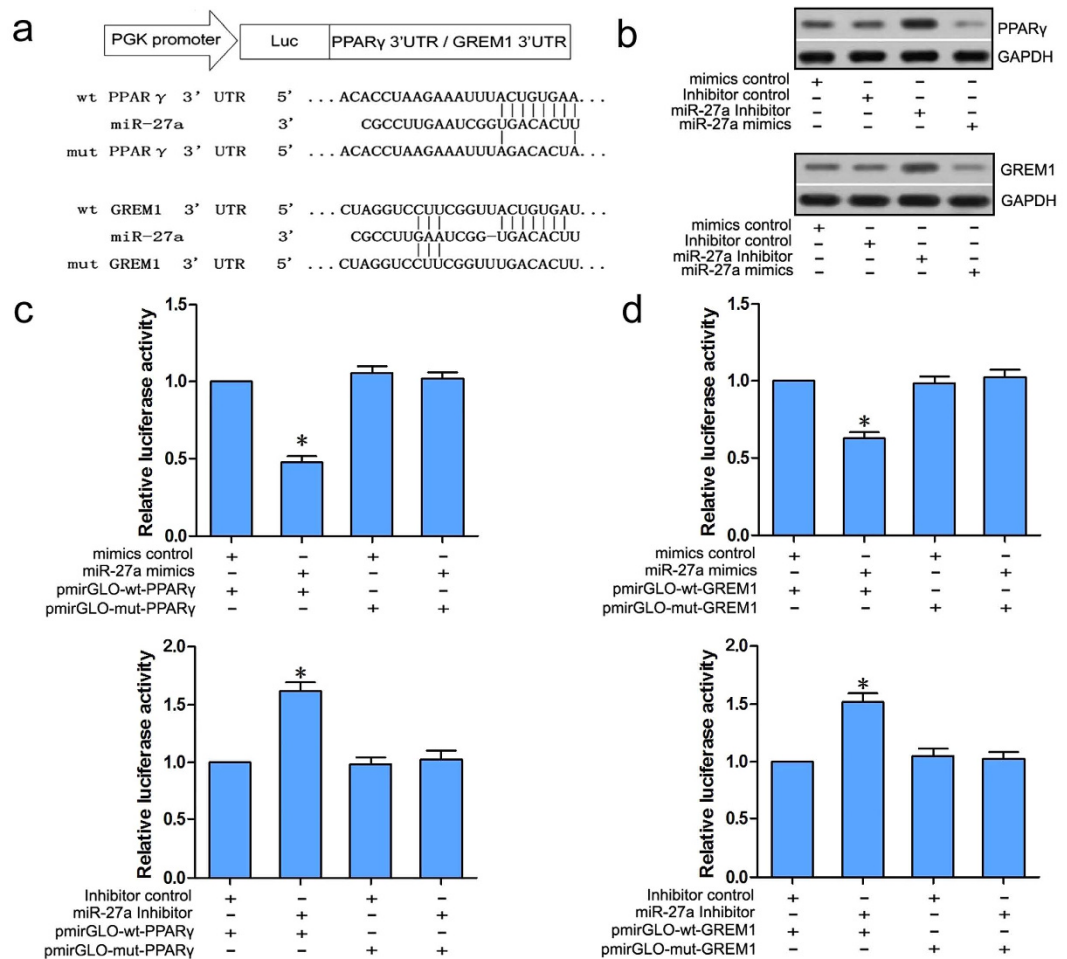 a
PGK promoter Luc PPARγ 3'UTR / GREM1 3'UTR
wt PPAR γ 3' UTR 5' ... ACACCUAAGAAAUUUACUGUGAA...
miR-27a 3' CGCCUUGAAUCGGUGACACUU
mut PPAR γ 3' UTR 5' ... ACACCUAAGAAAUUUAGACACUA...
wt GREM1 3' UTR 5' ... CUAGGUCCUUCGGUUACUGUGAU...
miR-27a 3' CGCCUUGAAUCGG-UGACACUU
mut GREM1 3' UTR 5' ... CUAGGUCCUUCGGUUUGACACUU...
b
PPARγ
GAPDH
mimics control + - - -
Inhibitor control - + - -
miR-27a Inhibitor - - + -
miR-27a mimics - - - +
GREM1
GAPDH
mimics control + - - -
Inhibitor control - + - -
miR-27a Inhibitor - - + -
miR-27a mimics - - - +
c
Relative luciferase activity
1.5
1.0
0.5
0.0
*
mimics control + - + -
miR-27a mimics - + - +
pmirGLO-wt-PPARγ + + - -
pmirGLO-mut-PPARγ - - + +
Relative luciferase activity
2.0
1.5
1.0
0.5
0.0
*
Inhibitor control + - + -
miR-27a Inhibitor - + - +
pmirGLO-wt-PPARγ + + - -
pmirGLO-mut-PPARγ - - + +
d
Relative luciferase activity
1.5
1.0
0.5
0.0
*
mimics control + - + -
miR-27a mimics - + - +
pmirGLO-wt-GREM1 + + - -
pmirGLO-mut-GREM1 - - + +
Relative luciferase activity
2.0
1.5
1.0
0.5
0.0
*
Inhibitor control + - + -
miR-27a Inhibitor - + - +
pmirGLO-wt-GREM1 + + - -
pmirGLO-mut-GREM1 - - + +